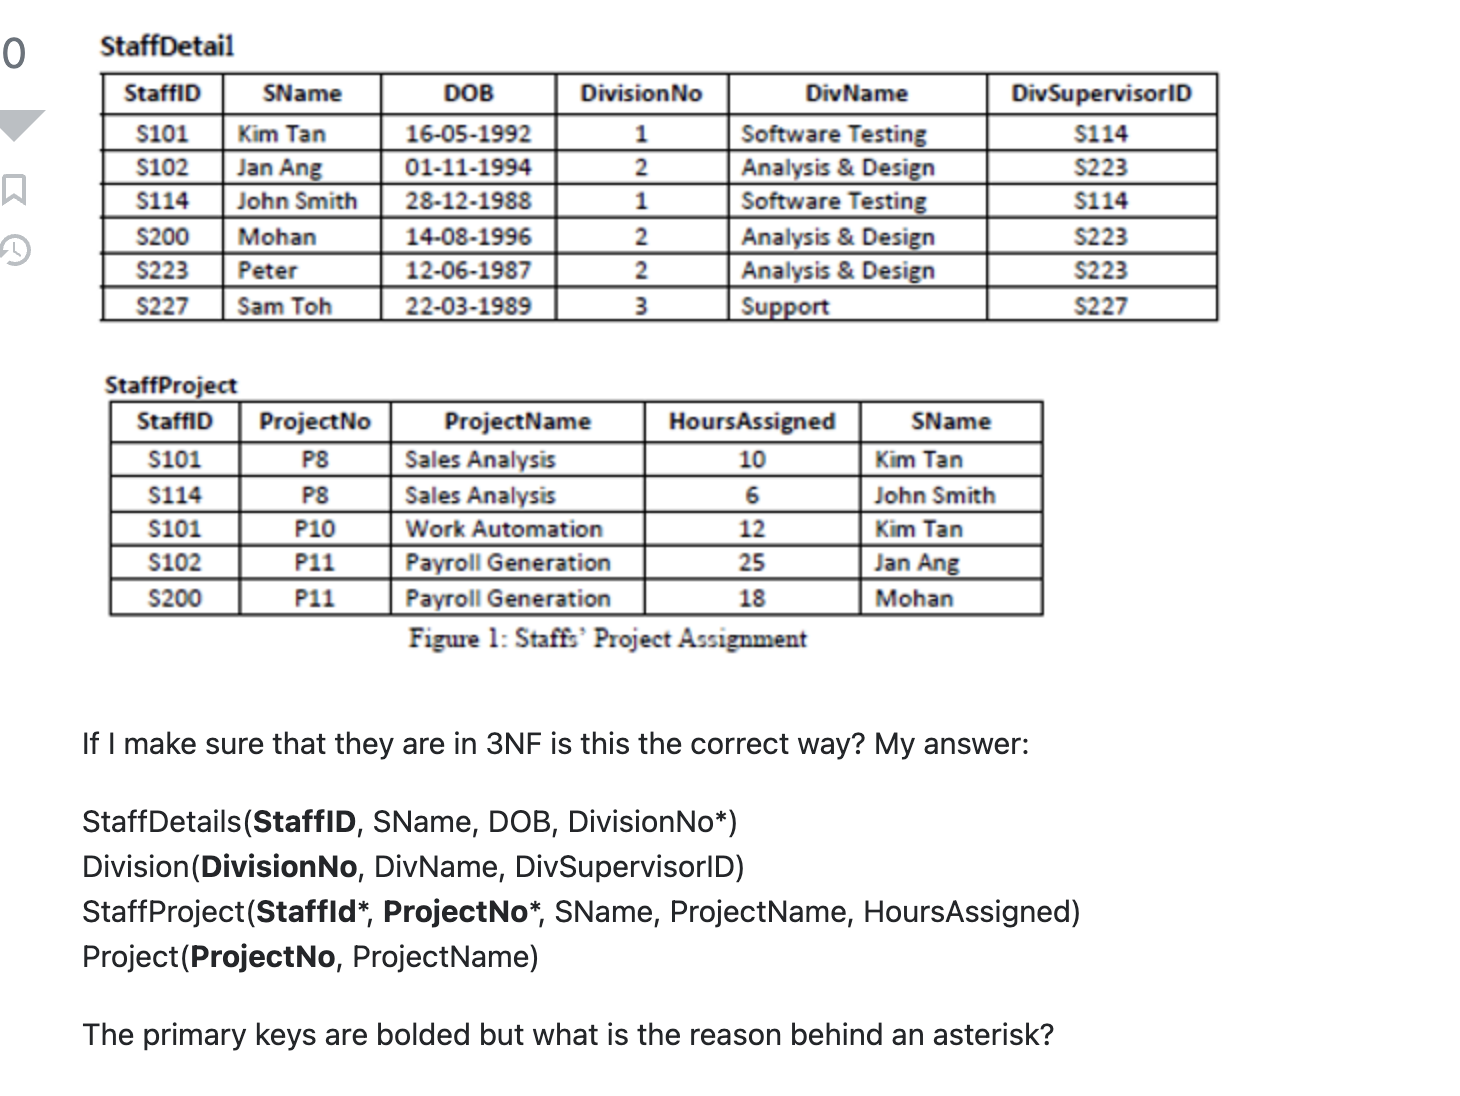 0
StaffDetail
StaffID SName DOB DivisionNo DivName DivSupervisorID
S101 Kim Tan 16-05-1992 1 Software Testing S114
S102 Jan Ang 01-11-1994 2 Analysis & Design S223
S114 John Smith 28-12-1988 1 Software Testing S114
S200 Mohan 14-08-1996 2 Analysis & Design S223
S223 Peter 12-06-1987 2 Analysis & Design S223
S227 Sam Toh 22-03-1989 3 Support S227
StaffProject
StaffID ProjectNo ProjectName HoursAssigned SName
S101 P8 Sales Analysis 10 Kim Tan
S114 P8 Sales Analysis 6 John Smith
S101 P10 Work Automation 12 Kim Tan
S102 P11 Payroll Generation 25 Jan Ang
S200 P11 Payroll Generation 18 Mohan
Figure 1: Staffs’ Project Assignment
If I make sure that they are in 3NF is this the correct way? My answer:
StaffDetails(StaffID, SName, DOB, DivisionNo*)
Division(DivisionNo, DivName, DivSupervisorID)
StaffProject(StaffId*, ProjectNo*, SName, ProjectName, HoursAssigned)
Project(ProjectNo, ProjectName)
The primary keys are bolded but what is the reason behind an asterisk?